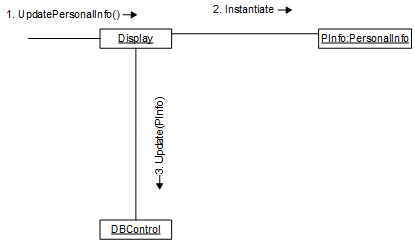 2. Instantiate
1. UpdatePersonalInfo()
Display
PInfo:PersonalInfo
3. Update(PInfo)
DBControl